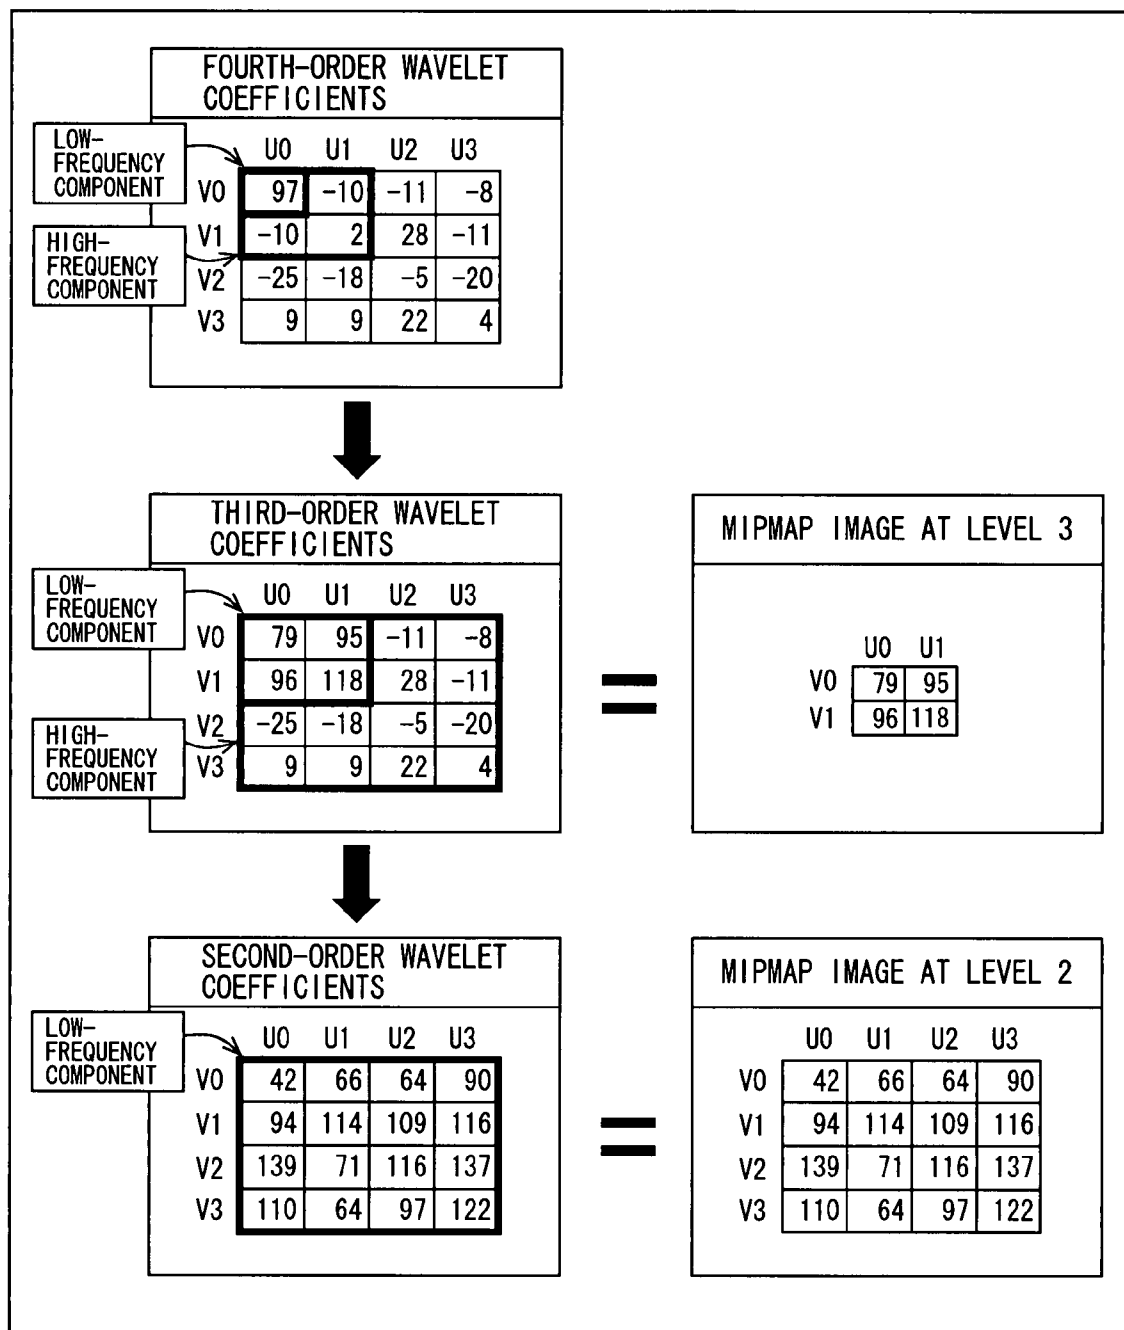 FOURTH-ORDER WAVELET
COEFFICIENTS
LOW-
FREQUENCY
COMPONENT
U0 U1 U2 U3
V0 97 -10 -11 -8
V1 -10 2 28 -11
HIGH-
FREQUENCY
COMPONENT
V2 -25 -18 -5 -20
V3 9 9 22 4
THIRD-ORDER WAVELET
COEFFICIENTS
LOW-
FREQUENCY
COMPONENT
U0 U1 U2 U3
V0 79 95 -11 -8
V1 96 118 28 -11
HIGH-
FREQUENCY
COMPONENT
V2 -25 -18 -5 -20
V3 9 9 22 4
=
MIPMAP IMAGE AT LEVEL 3
U0 U1
V0 79 95
V1 96 118
SECOND-ORDER WAVELET
COEFFICIENTS
LOW-
FREQUENCY
COMPONENT
U0 U1 U2 U3
V0 42 66 64 90
V1 94 114 109 116
V2 139 71 116 137
V3 110 64 97 122
=
MIPMAP IMAGE AT LEVEL 2
U0 U1 U2 U3
V0 42 66 64 90
V1 94 114 109 116
V2 139 71 116 137
V3 110 64 97 122